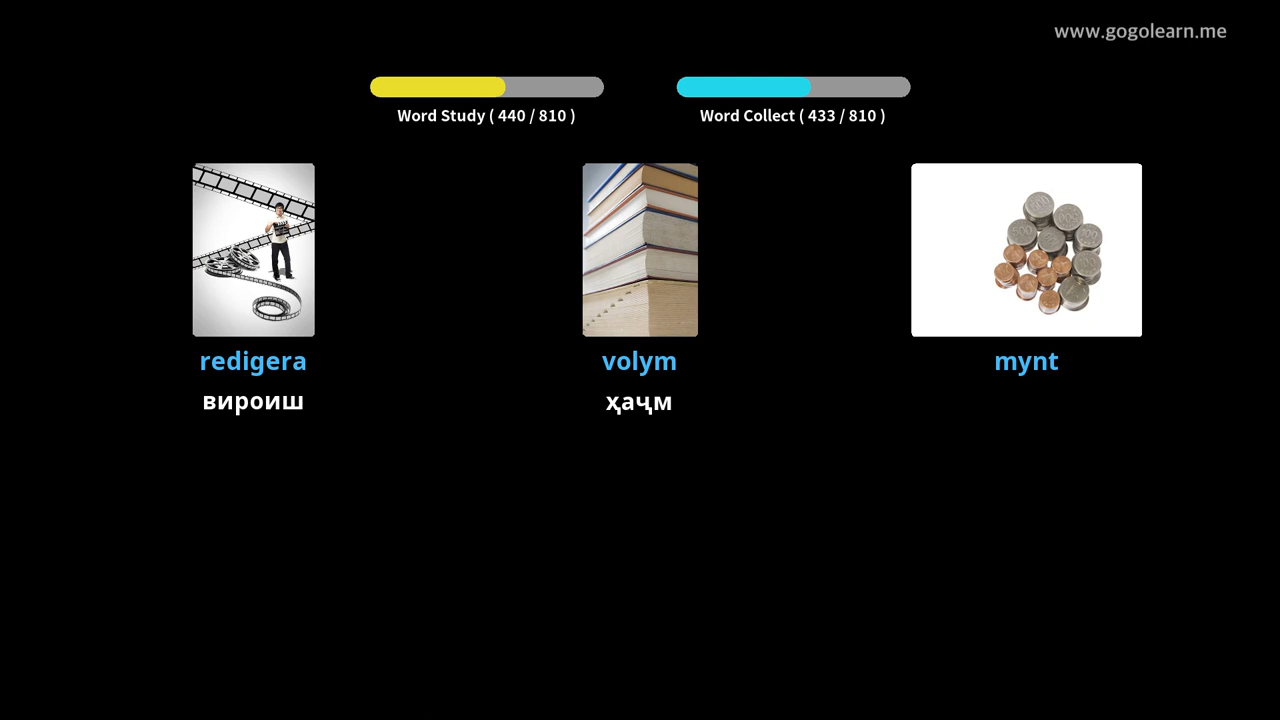 www.gogolearn.me
Word Study ( 440 / 810 )
Word Collect ( 433 / 810 )
redigera
вироиш
volym
ҳаҷм
mynt